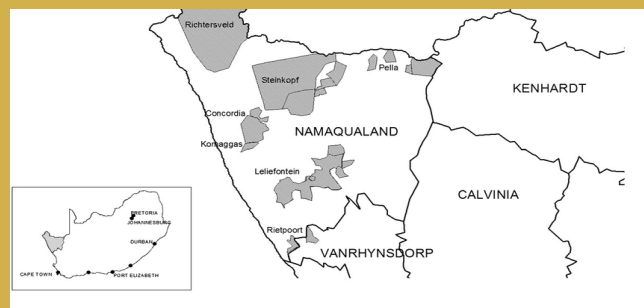 Richtersveld
Steinkopf
Pella
KENHARDT
Concordia
NAMAQUALAND
Komaggas
Leliefontein
CALVINIA
Rietpoort
VANRHYNSDORP
PRETORIA
JOHANNESBURG
DURBAN
CAPE TOWN
PORT ELIZABETH